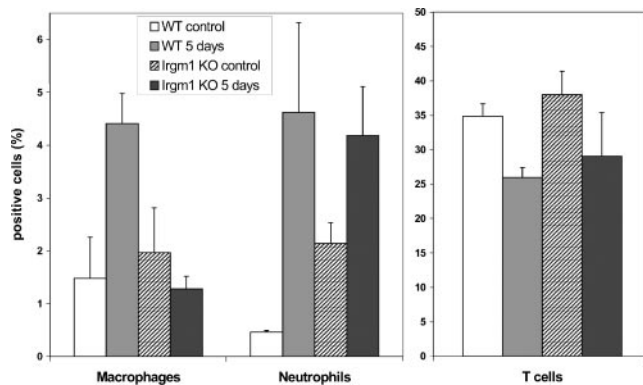 WT control
WT 5 days
Irgm1 KO control
Irgm1 KO 5 days
positive cells (%)
6
5
4
3
2
1
0
Macrophages
Neutrophils
50
45
40
35
30
25
20
15
10
5
0
T cells